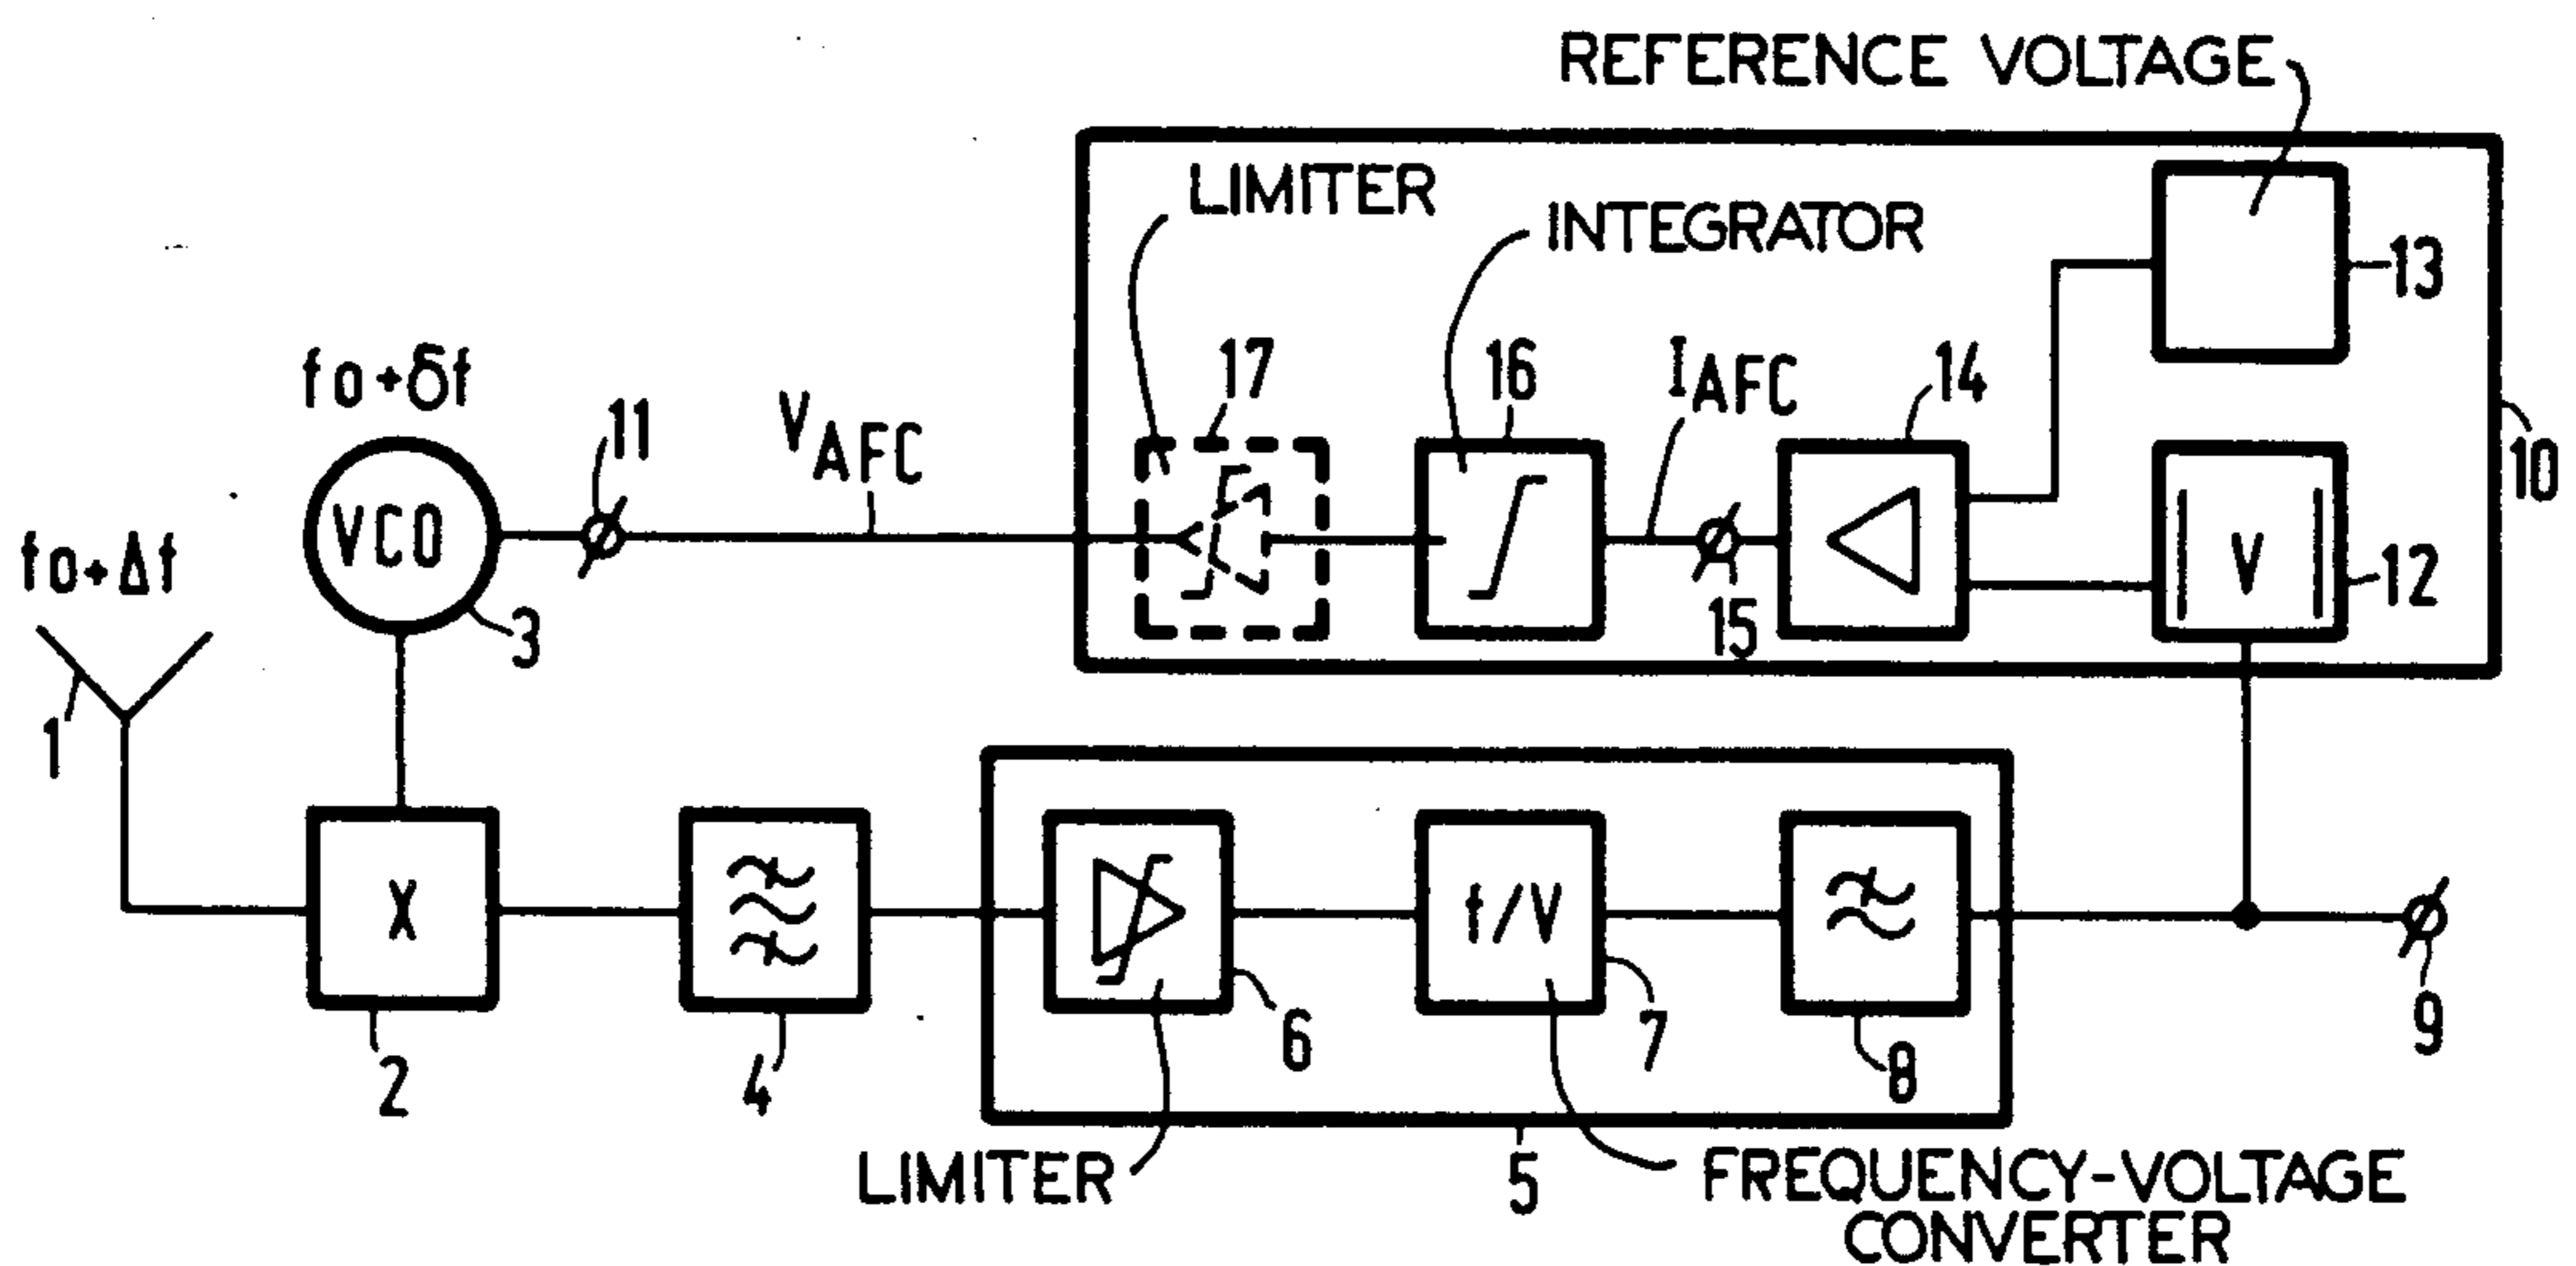 REFERENCE VOLTAGE
LIMITER
INTEGRATOR
13
fo+δf
11
VAFC
17
16
IAFC
14
10
VCO
fo+Δf
V
12
3
15
1
X
f/V
2
4
6
7
8
9
LIMITER
5
FREQUENCY-VOLTAGE
CONVERTER